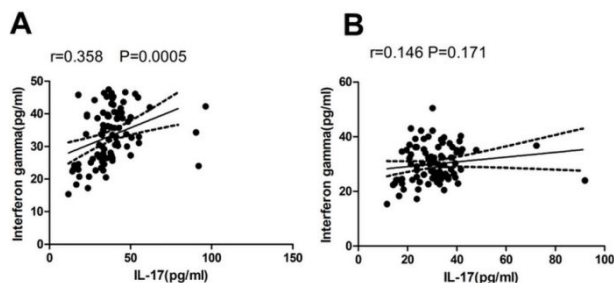 A
r=0.358 P=0.0005
Interferon gamma(pg/ml)
50
40
30
20
10
0
0 50 100 150
IL-17(pg/ml)
B
r=0.146 P=0.171
Interferon gamma(pg/ml)
60
40
20
0
0 20 40 60 80 100
IL-17(pg/ml)